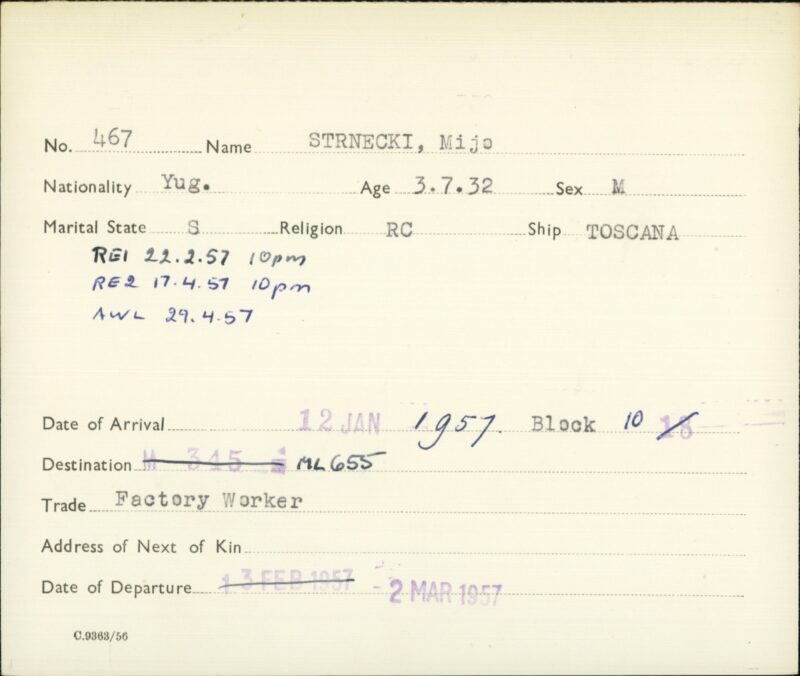 No. 467 Name STRNECKI, Mijo
Nationality Yug. Age 3.7.32 Sex M
Marital State S Religion RC Ship TOSCANA
RE1 22.2.57 10pm
RE2 17.4.57 10pm
AWL 29.4.57
Date of Arrival 12 JAN 1957. Block 10 18
Destination M 345 ML655
Trade Factory Worker
Address of Next of Kin
Date of Departure 13 FEB 1957 - 2 MAR 1957
C.9363/56